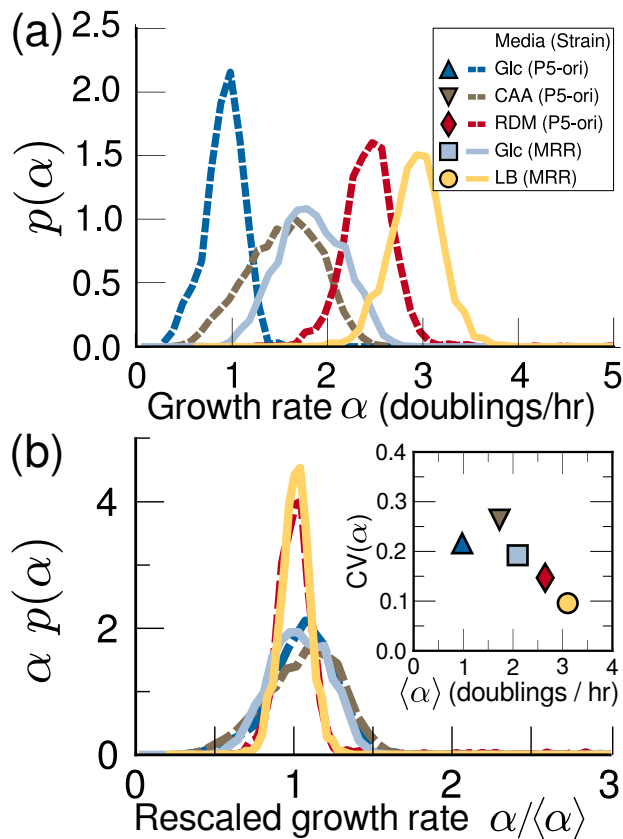 (a)
2.5
2.0
1.5
1.0
0.5
0.0
p(α)
Media (Strain)
Glc (P5-ori)
CAA (P5-ori)
RDM (P5-ori)
Glc (MRR)
LB (MRR)
0 1 2 3 4 5
Growth rate α (doublings/hr)
(b)
4
2
0
α p(α)
0.4
0.3
0.2
0.1
0.0
CV(α)
0 1 2 3 4
⟨α⟩ (doublings / hr)
0 1 2 3
Rescaled growth rate α/⟨α⟩